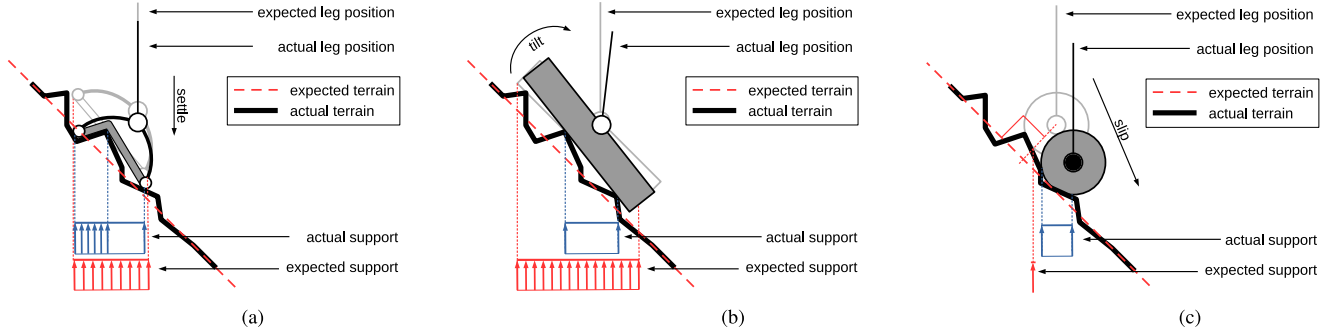 expected leg position
actual leg position
settle
expected terrain
actual terrain
actual support
expected support
(a)
tilt
expected leg position
actual leg position
expected terrain
actual terrain
actual support
expected support
(b)
expected leg position
actual leg position
slip
expected terrain
actual terrain
actual support
expected support
(c)